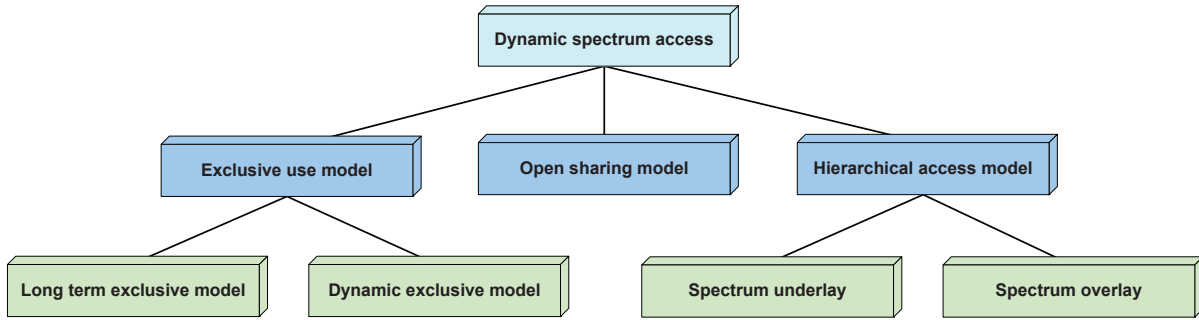 Dynamic spectrum access
Exclusive use model
Open sharing model
Hierarchical access model
Long term exclusive model
Dynamic exclusive model
Spectrum underlay
Spectrum overlay